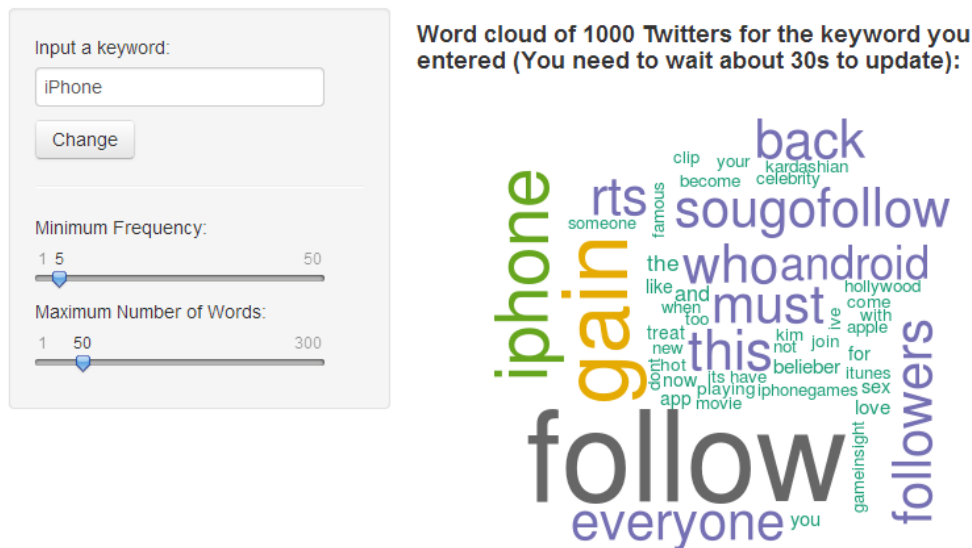 Input a keyword:
iPhone
Change
Minimum Frequency:
1 5 50
Maximum Number of Words:
1 50 300
Word cloud of 1000 Twitters for the keyword you
entered (You need to wait about 30s to update):
back
clip your kardashian
become celebrity
iphone
rts
famous
sougofollow
someone
gain
the
who
android
like and
must
hollywood
when
too
ive
come
with
apple
treat
this
kim
not
join
new
for
dont
hot
belieber
itunes
now
its have
playing
iphonegames
sex
app
movie
love
followers
follow
gameinsight
everyone
you